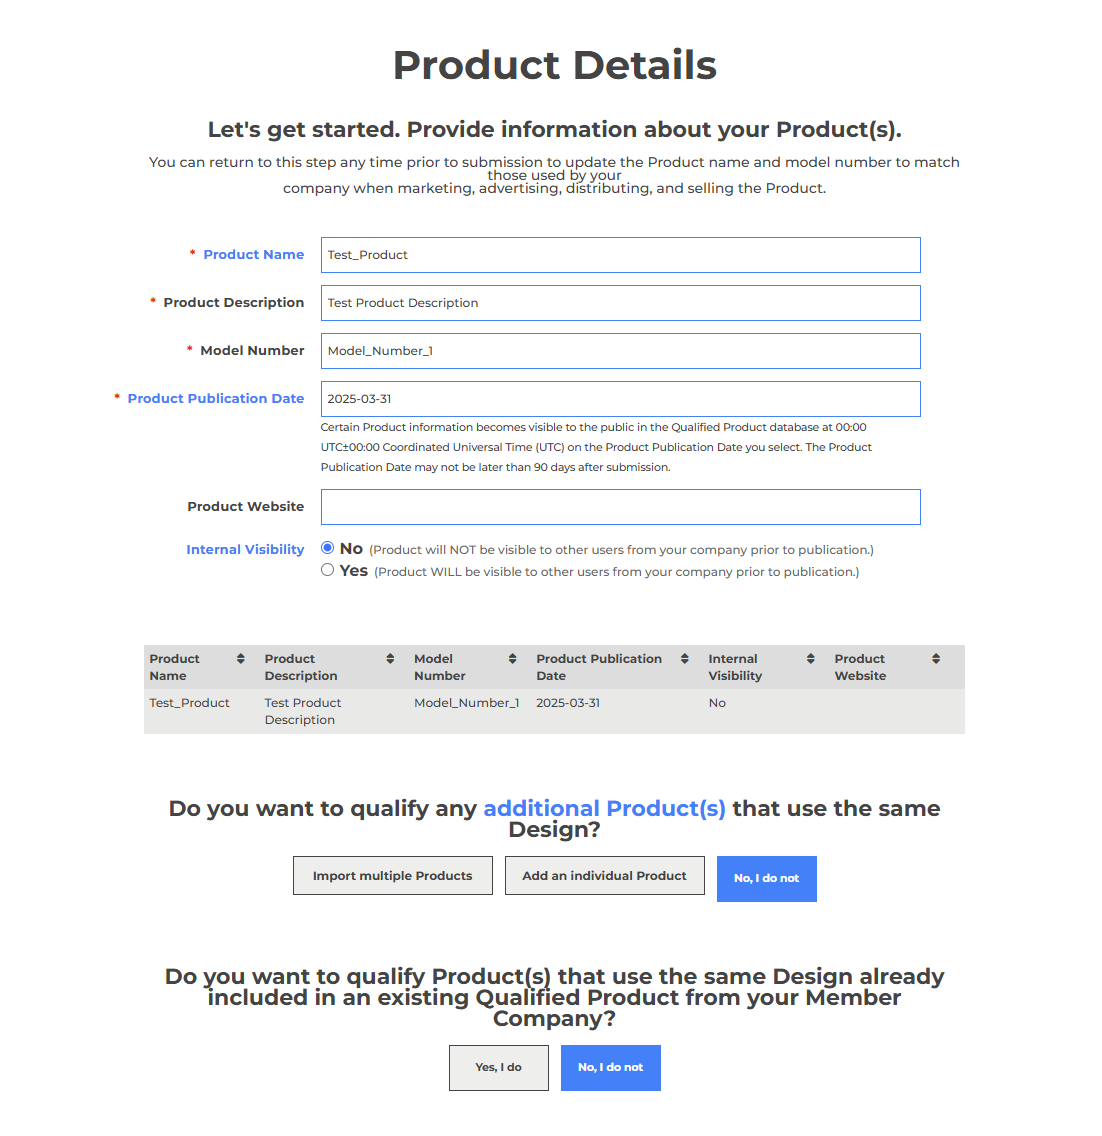 Product Details
Let's get started. Provide information about your Product(s).
You can return to this step any time prior to submission to update the Product name and model number to match
those used by your
company when marketing, advertising, distributing, and selling the Product.
* Product Name
Test_Product
* Product Description
Test Product Description
* Model Number
Model_Number_1
* Product Publication Date
2025-03-31
Certain Product information becomes visible to the public in the Qualified Product database at 00:00
UTC±00:00 Coordinated Universal Time (UTC) on the Product Publication Date you select. The Product
Publication Date may not be later than 90 days after submission.
Product Website
Internal Visibility
No (Product will NOT be visible to other users from your company prior to publication.)
Yes (Product WILL be visible to other users from your company prior to publication.)
Product Name
Product Description
Model Number
Product Publication Date
Internal Visibility
Product Website
Test_Product
Test Product Description
Model_Number_1
2025-03-31
No
Do you want to qualify any additional Product(s) that use the same
Design?
Import multiple Products
Add an individual Product
No, I do not
Do you want to qualify Product(s) that use the same Design already
included in an existing Qualified Product from your Member
Company?
Yes, I do
No, I do not